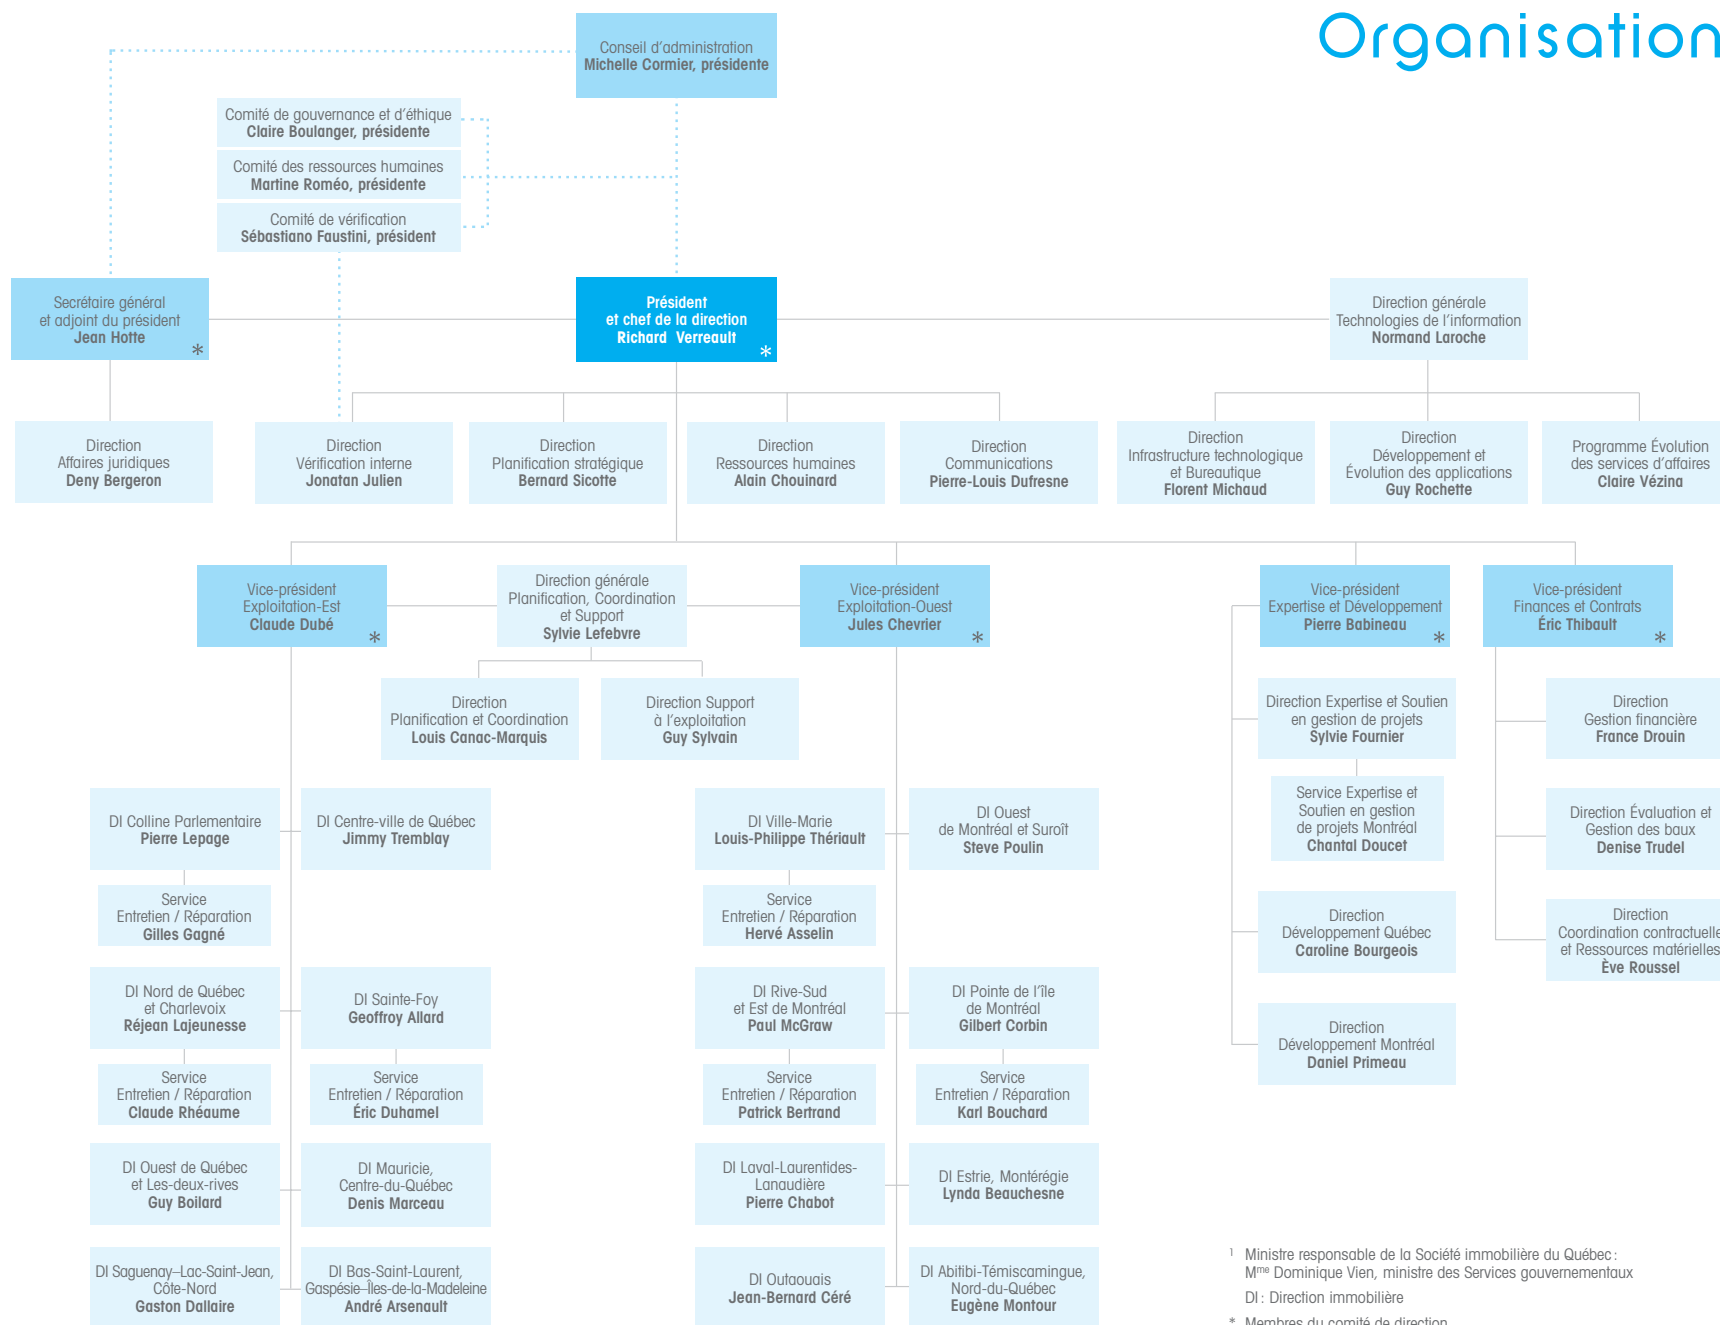 Organisation
Conseil d'administration
Michelle Cormier, présidente
Comité de gouvernance et d'éthique
Claire Boulanger, présidente
Comité des ressources humaines
Martine Roméo, présidente
Comité de vérification
Sébastiano Faustini, président
Secrétaire général
et adjoint du président
Jean Hotte
*
Président
et chef de la direction
Richard Verreault
*
Direction générale
Technologies de l'information
Normand Laroche
Direction
Affaires juridiques
Deny Bergeron
Direction
Vérification interne
Jonatan Julien
Direction
Planification stratégique
Bernard Sicotte
Direction
Ressources humaines
Alain Chouinard
Direction
Communications
Pierre-Louis Dufresne
Direction
Infrastructure technologique
et Bureautique
Florent Michaud
Direction
Développement et
Évolution des applications
Guy Rochette
Programme Évolution
des services d'affaires
Claire Vézina
Vice-président
Exploitation-Est
Claude Dubé
*
Direction générale
Planification, Coordination
et Support
Sylvie Lefebvre
Vice-président
Exploitation-Ouest
Jules Chevrier
*
Vice-président
Expertise et Développement
Pierre Babineau
*
Vice-président
Finances et Contrats
Éric Thibault
*
Direction
Planification et Coordination
Louis Canac-Marquis
Direction Support
à l'exploitation
Guy Sylvain
Direction Expertise et Soutien
en gestion de projets
Sylvie Fournier
Direction
Gestion financière
France Drouin
DI Colline Parlementaire
Pierre Lepage
DI Centre-ville de Québec
Jimmy Tremblay
DI Ville-Marie
Louis-Philippe Thériault
DI Ouest
de Montréal et Suroît
Steve Poulin
Service Expertise et
Soutien en gestion
de projets Montréal
Chantal Doucet
Direction Évaluation et
Gestion des baux
Denise Trudel
Service
Entretien / Réparation
Gilles Gagné
Service
Entretien / Réparation
Hervé Asselin
Direction
Développement Québec
Caroline Bourgeois
Direction
Coordination contractuelle
et Ressources matérielles
Ève Roussel
DI Nord de Québec
et Charlevoix
Réjean Lajeunesse
DI Sainte-Foy
Geoffroy Allard
DI Rive-Sud
et Est de Montréal
Paul McGraw
DI Pointe de l'île
de Montréal
Gilbert Corbin
Direction
Développement Montréal
Daniel Primeau
Service
Entretien / Réparation
Claude Rhéaume
Service
Entretien / Réparation
Éric Duhamel
Service
Entretien / Réparation
Patrick Bertrand
Service
Entretien / Réparation
Karl Bouchard
DI Ouest de Québec
et Les-deux-rives
Guy Boilard
DI Mauricie,
Centre-du-Québec
Denis Marceau
DI Laval-Laurentides-
Lanaudière
Pierre Chabot
DI Estrie, Montérégie
Lynda Beauchesne
DI Saguenay–Lac-Saint-Jean,
Côte-Nord
Gaston Dallaire
DI Bas-Saint-Laurent,
Gaspésie–Îles-de-la-Madeleine
André Arsenault
DI Outaouais
Jean-Bernard Céré
DI Abitibi-Témiscamingue,
Nord-du-Québec
Eugène Montour
1 Ministre responsable de la Société immobilière du Québec :
Mme Dominique Vien, ministre des Services gouvernementaux
DI : Direction immobilière
* Membres du comité de direction